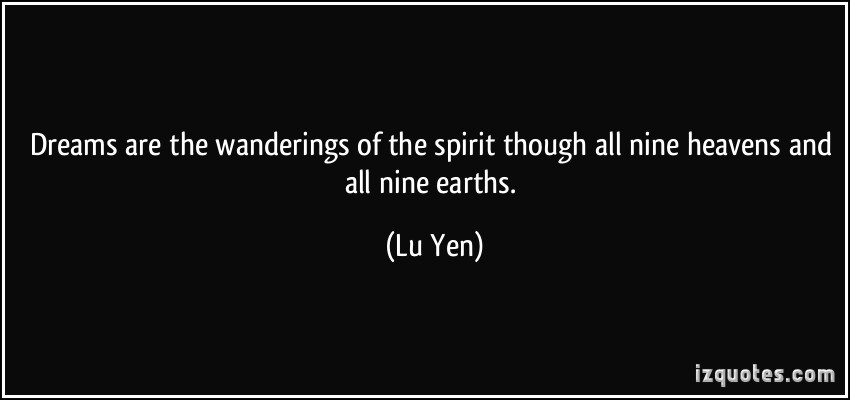 Dreams are the wanderings of the spirit though all nine heavens and
all nine earths.
(Lu Yen)
izquotes.com